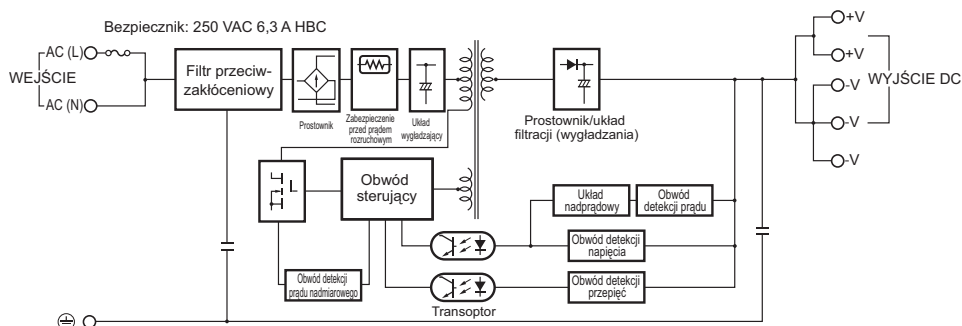 Bezpiecznik: 250 VAC 6,3 A HBC
AC (L)
WEJŚCIE
AC (N)
Filtr przeciw-
zakłóceniowy
Prostownik
Zabezpieczenie
przed prądem
rozruchowym
Układ
wygładzający
Prostownik/układ
filtracji (wygładzania)
+V
+V
WYJŚCIE DC
-V
-V
-V
Obwód
sterujący
Układ
nadprądowy
Obwód
detekcji prądu
Obwód detekcji
napięcia
Obwód detekcji
prądu nadmiarowego
Obwód detekcji
przepięć
Transoptor